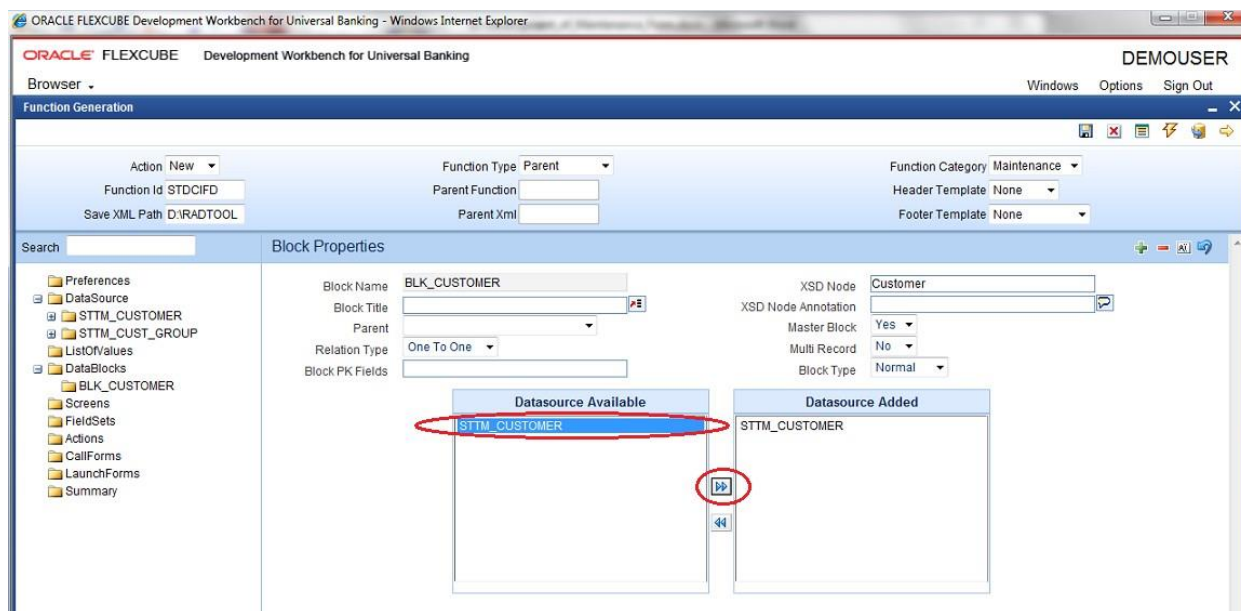 ORACLE FLEXCUBE Development Workbench for Universal Banking - Windows Internet Explorer
ORACLE FLEXCUBE Development Workbench for Universal Banking
DEMOUSER
Browser
Windows Options Sign Out
Function Generation
Action New Function Type Parent Function Category Maintenance
Function Id STDCIFD Parent Function Header Template None
Save XML Path D:\RADTOOL Parent Xml Footer Template None
Search
Preferences
DataSource
STTM_CUSTOMER
STTM_CUST_GROUP
ListOfValues
DataBlocks
BLK_CUSTOMER
Screens
FieldSets
Actions
CallForms
LaunchForms
Summary
Block Properties
Block Name BLK_CUSTOMER XSD Node Customer
Block Title XSD Node Annotation
Parent Master Block Yes
Relation Type One To One Multi Record No
Block PK Fields Block Type Normal
Datasource Available Datasource Added
STTM_CUSTOMER STTM_CUSTOMER